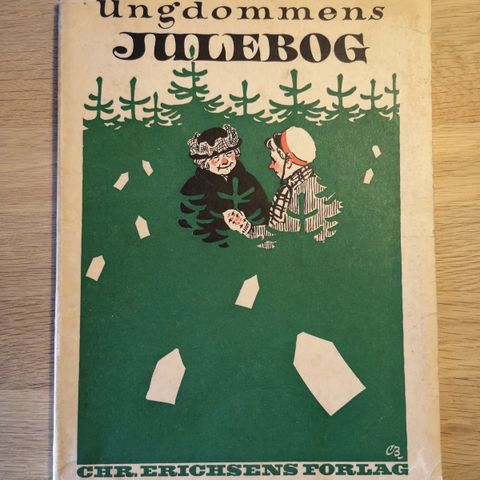 Ungdommens
JULEBOG
CHR. ERICHSENS FORLAG